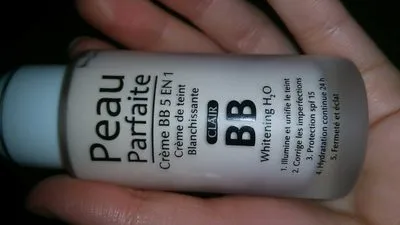 Peau
Parfaite
Crème BB 5 EN 1
Crème de teint
Blanchissante
CLAIR
BB
Whitening H₂O
1. Illumine et unifie le teint
2. Corrige les imperfections
3. Protection spf 15
4. Hydratation continue 24 h
5. Fermeté et éclat